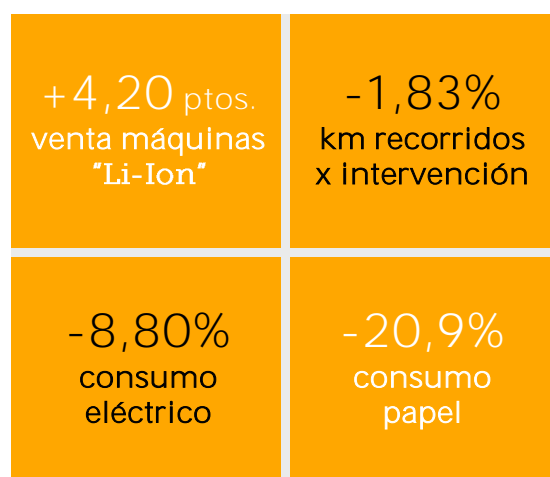 +4,20 ptos.
venta máquinas
"Li-Ion"
-1,83%
km recorridos
x intervención
-8,80%
consumo
eléctrico
-20,9%
consumo
papel